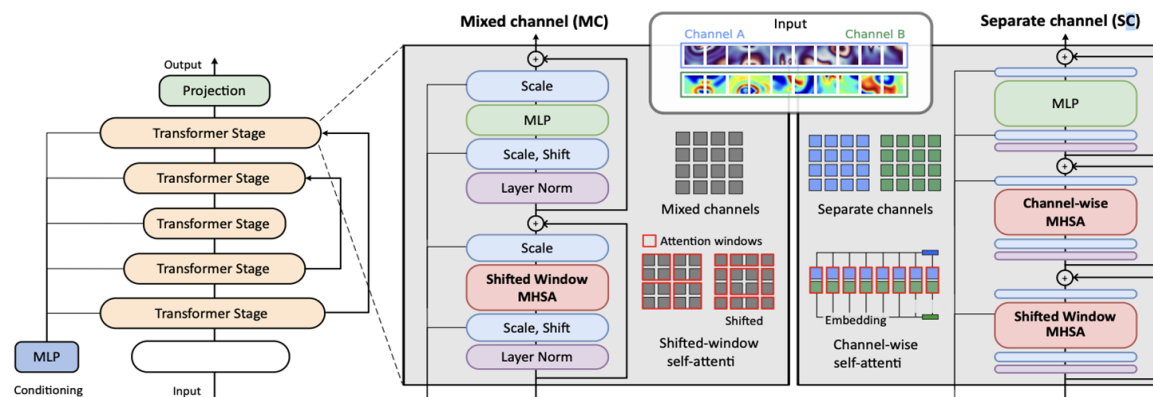 Output
Projection
Transformer Stage
Transformer Stage
Transformer Stage
Transformer Stage
Transformer Stage
MLP
Conditioning
Input
Mixed channel (MC)
Scale
MLP
Scale, Shift
Layer Norm
Scale
Shifted Window
MHSA
Scale, Shift
Layer Norm
Input
Channel A
Channel B
Mixed channels
Attention windows
Shifted
Shifted-window
self-attenti
Separate channel (SC)
Separate channels
Embedding
Channel-wise
self-attenti
MLP
Channel-wise
MHSA
Shifted Window
MHSA